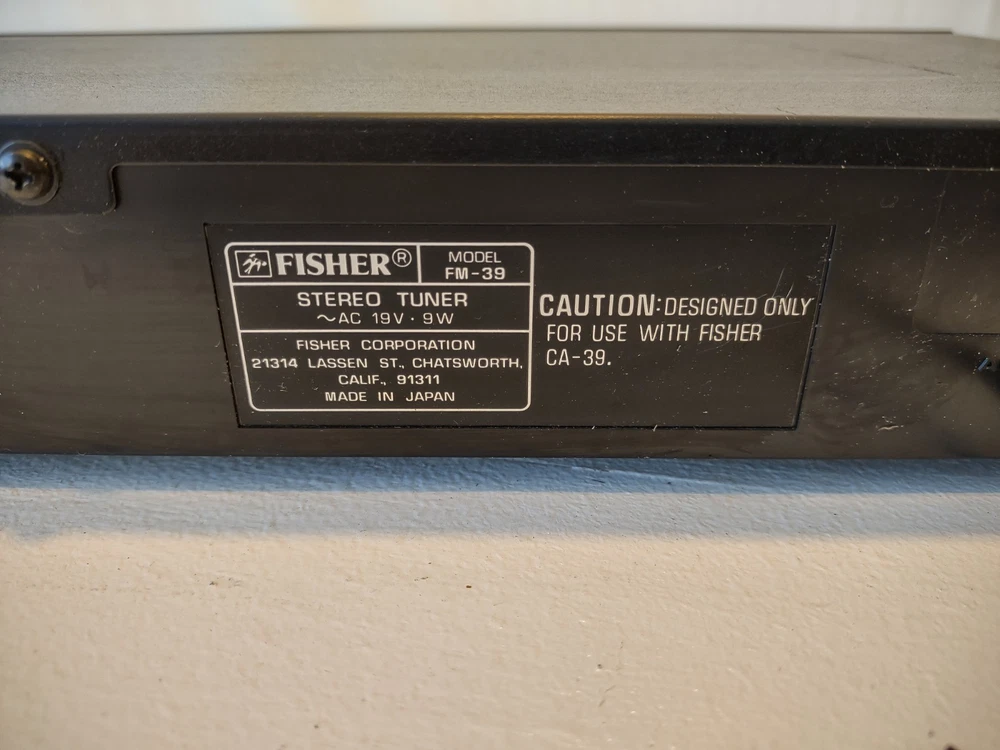 FISHER®
MODEL
FM-39
STEREO TUNER
~AC 19V · 9W
FISHER CORPORATION
21314 LASSEN ST., CHATSWORTH,
CALIF., 91311
MADE IN JAPAN
CAUTION: DESIGNED ONLY
FOR USE WITH FISHER
CA-39.